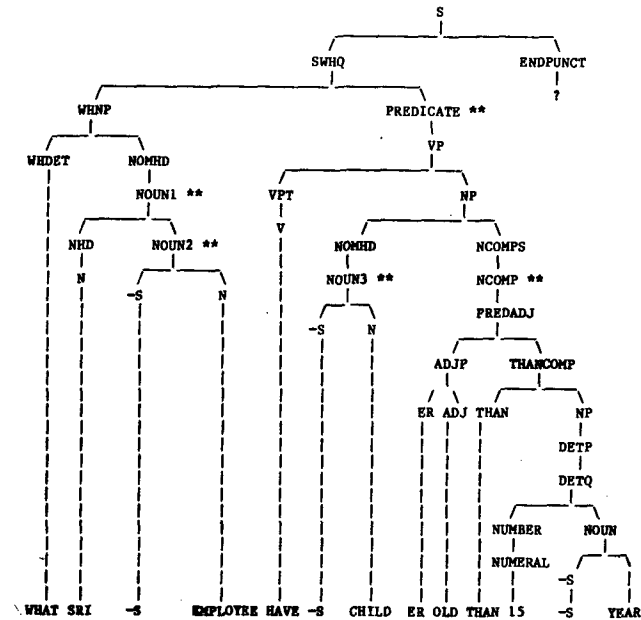 S
SWHQ ENDPUNCT
?
WHNP PREDICATE **
VP
WHDET NOMHD
NOUN1 ** VPT NP
V
NHD NOUN2 ** NOMHD NCOMPS
N NOUN3 ** NCOMP **
-S N PREDADJ
-S N
ADJP THANCOMP
ER ADJ THAN NP
DETP
DETQ
NUMBER NOUN
NUMERAL
-S
WHAT SRI -S EMPLOYEE HAVE -S CHILD ER OLD THAN 15 -S YEAR